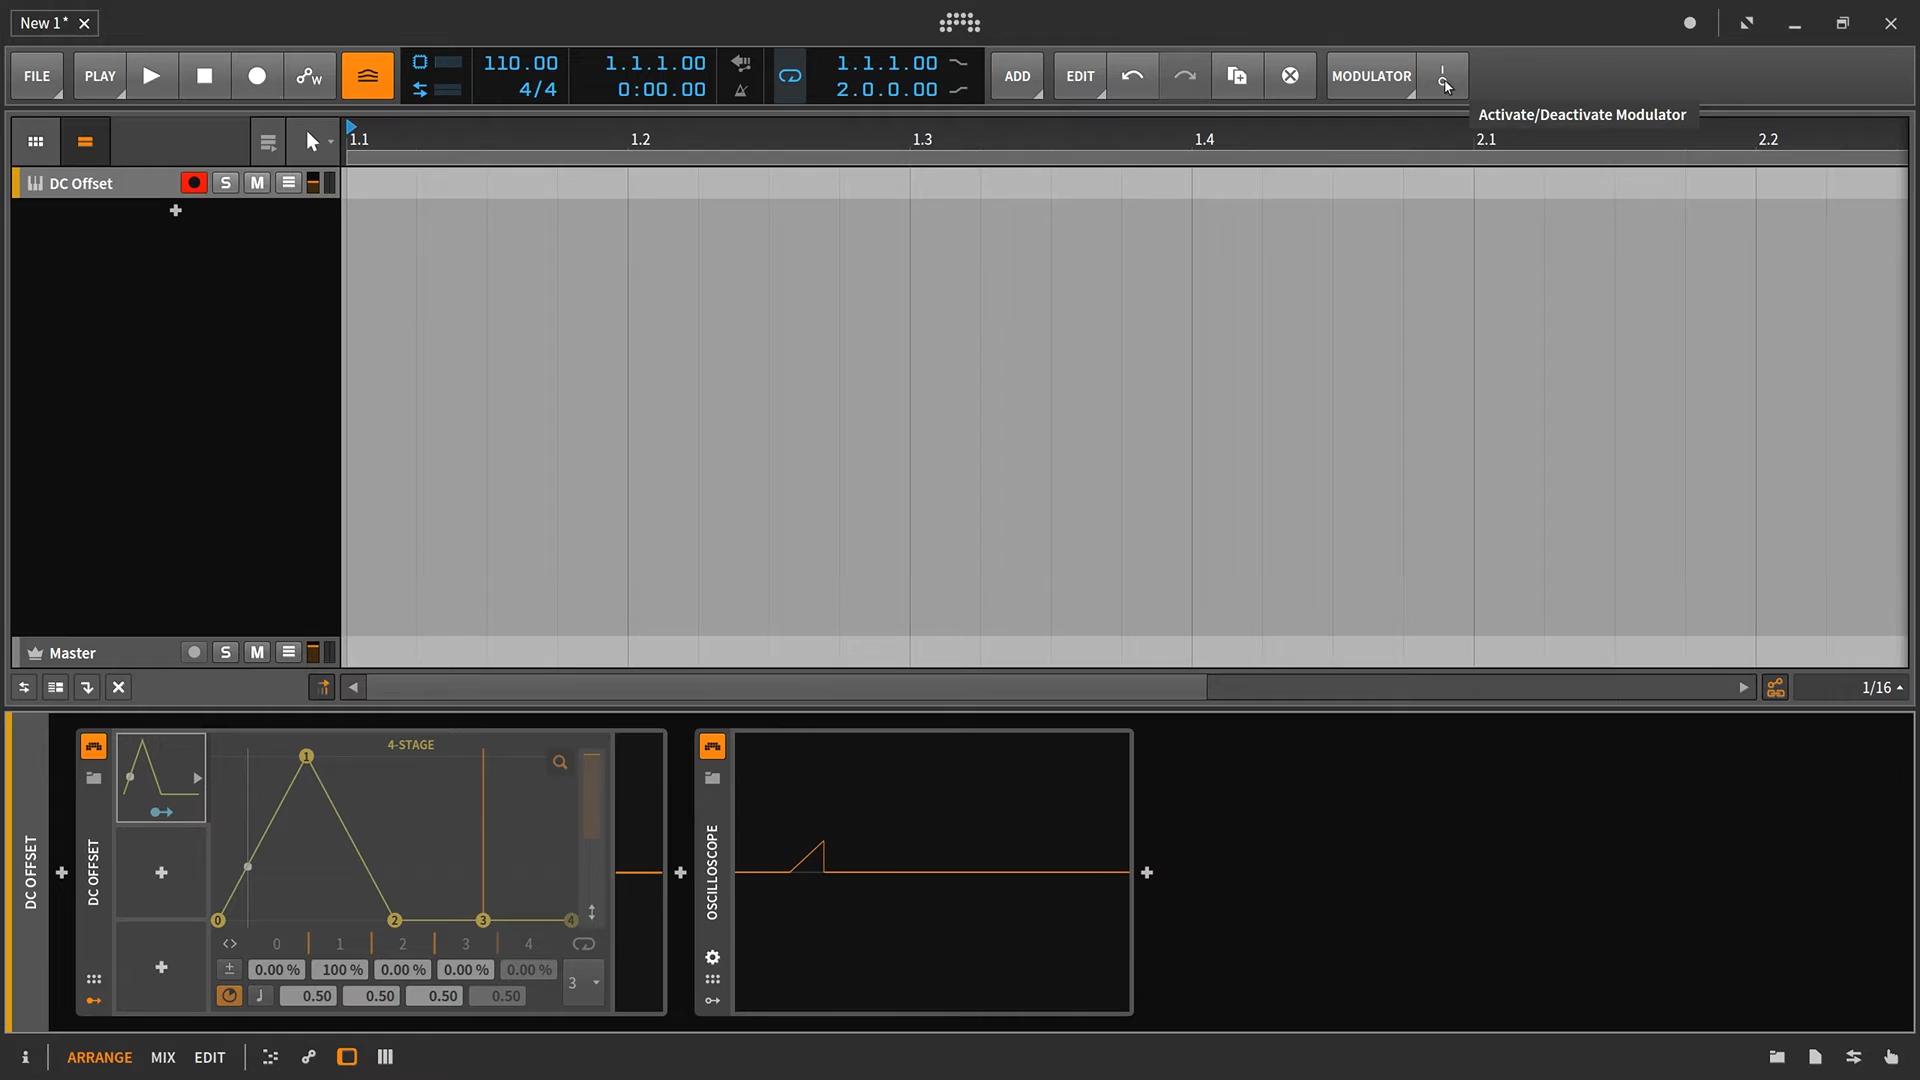 New 1*
FILE PLAY 110.00 1.1.1.00 1.1.1.00 ADD EDIT MODULATOR
4/4 0:00.00 2.0.0.00
Activate/Deactivate Modulator
1.1 1.2 1.3 1.4 2.1 2.2
DC Offset S M
Master S M
1/16
DC OFFSET
DC OFFSET
4-STAGE
1
0 2 3 4
<> 0 1 2 3 4
± 0.00 % 100 % 0.00 % 0.00 % 0.00 %
3
0.50 0.50 0.50 0.50
OSCILLOSCOPE
i ARRANGE MIX EDIT